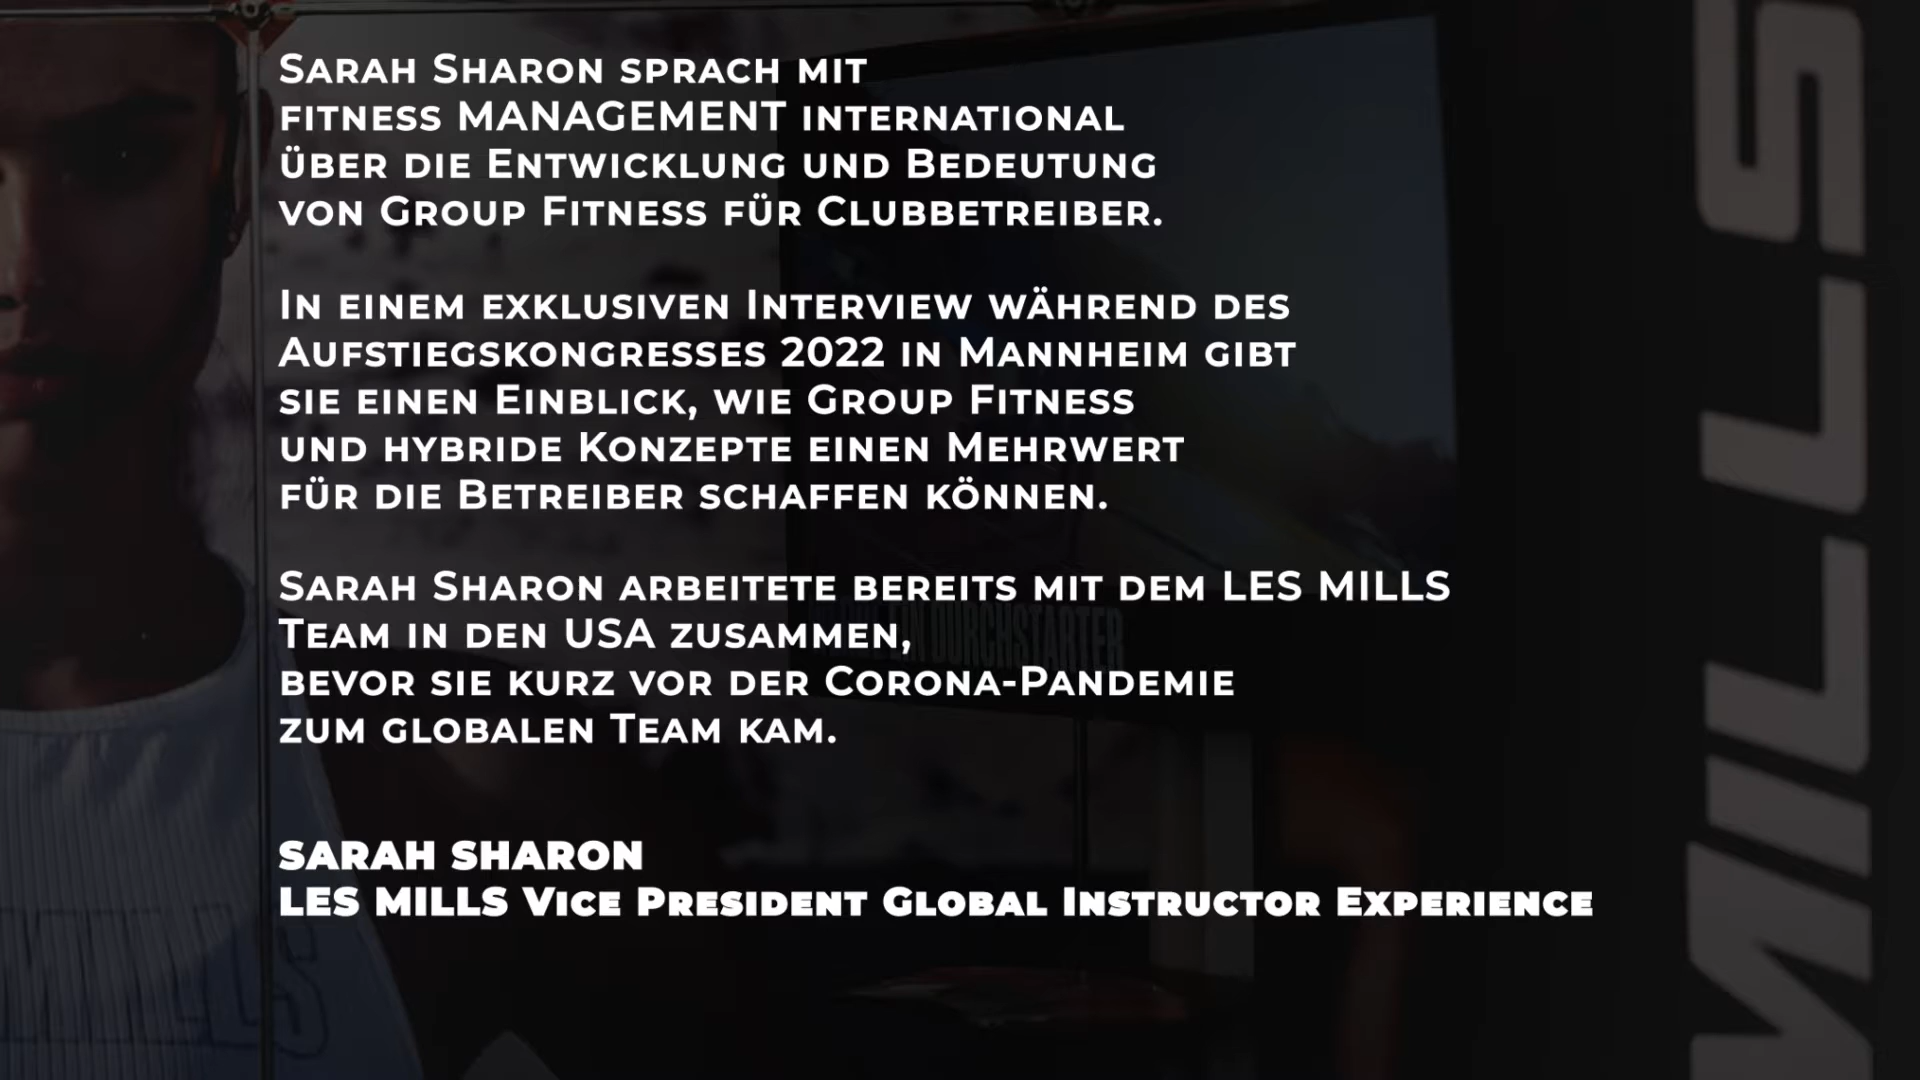 Sarah Sharon sprach mit
fitness MANAGEMENT international
über die Entwicklung und Bedeutung
von Group Fitness für Clubbetreiber.
In einem exklusiven Interview während des
Aufstiegskongresses 2022 in Mannheim gibt
sie einen Einblick, wie Group Fitness
und hybride Konzepte einen Mehrwert
für die Betreiber schaffen können.
Sarah Sharon arbeitete bereits mit dem LES MILLS
Team in den USA zusammen,
bevor sie kurz vor der Corona-Pandemie
zum globalen Team kam.
SARAH SHARON
LES MILLS Vice President Global Instructor Experience
MILLS